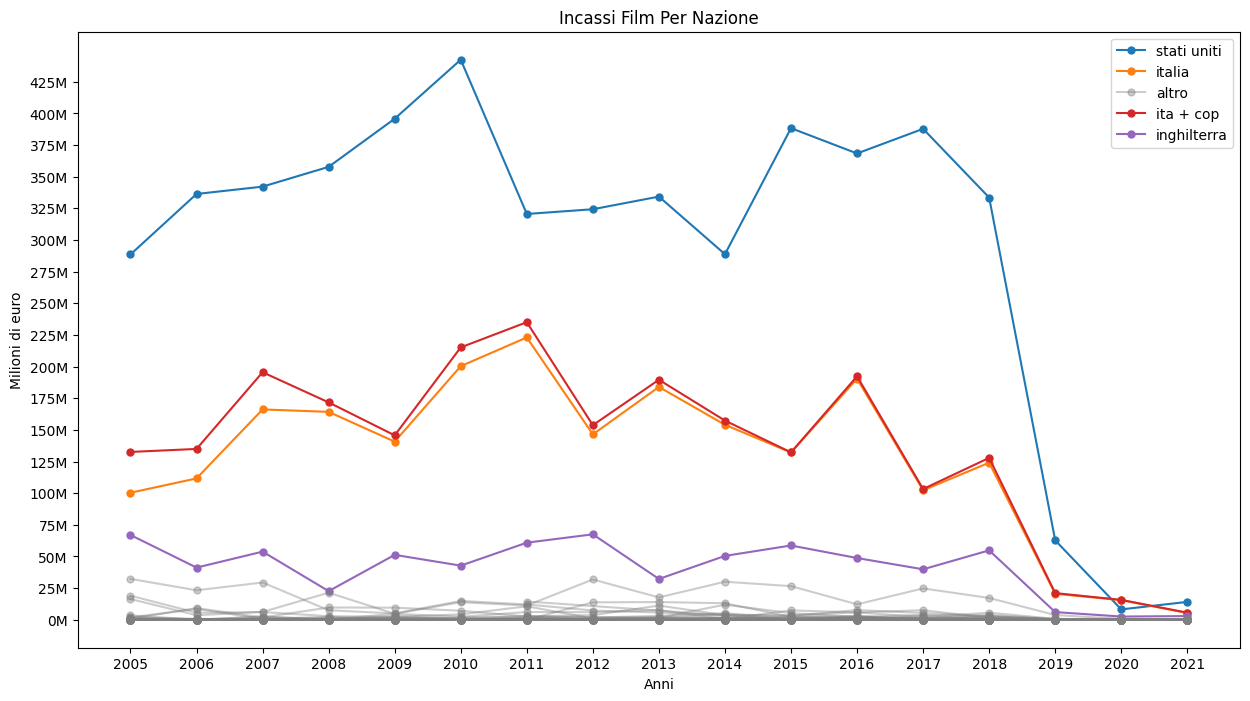 Incassi Film Per Nazione
Milioni di euro
425M
400M
375M
350M
325M
300M
275M
250M
225M
200M
175M
150M
125M
100M
75M
50M
25M
0M
stati uniti
italia
altro
ita + cop
inghilterra
2005 2006 2007 2008 2009 2010 2011 2012 2013 2014 2015 2016 2017 2018 2019 2020 2021
Anni